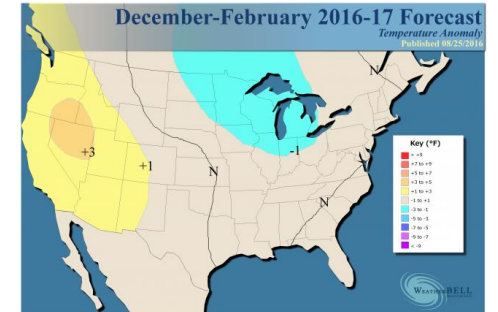 December-February 2016-17 Forecast
Temperature Anomaly
Published 08/25/2016
N
+3
+1
N
-1
N
Key (°F)
+7 to +9
+5 to +7
+3 to +5
+1 to +3
-1 to +1
-3 to -1
-5 to -3
-7 to -5
-9 to -7
WEATHERBELL